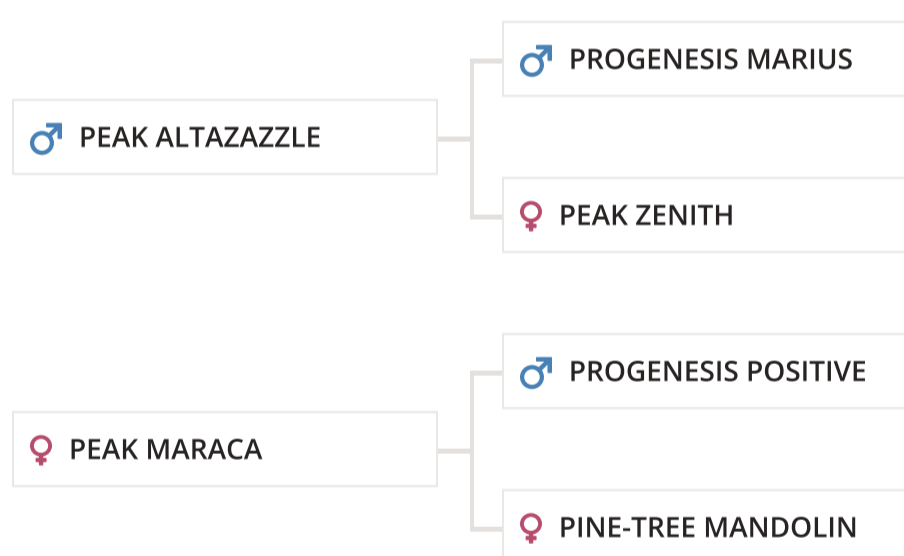 PROGENESIS MARIUS
PEAK ALTAZAZZLE
PEAK ZENITH
PROGENESIS POSITIVE
PEAK MARACA
PINE-TREE MANDOLIN